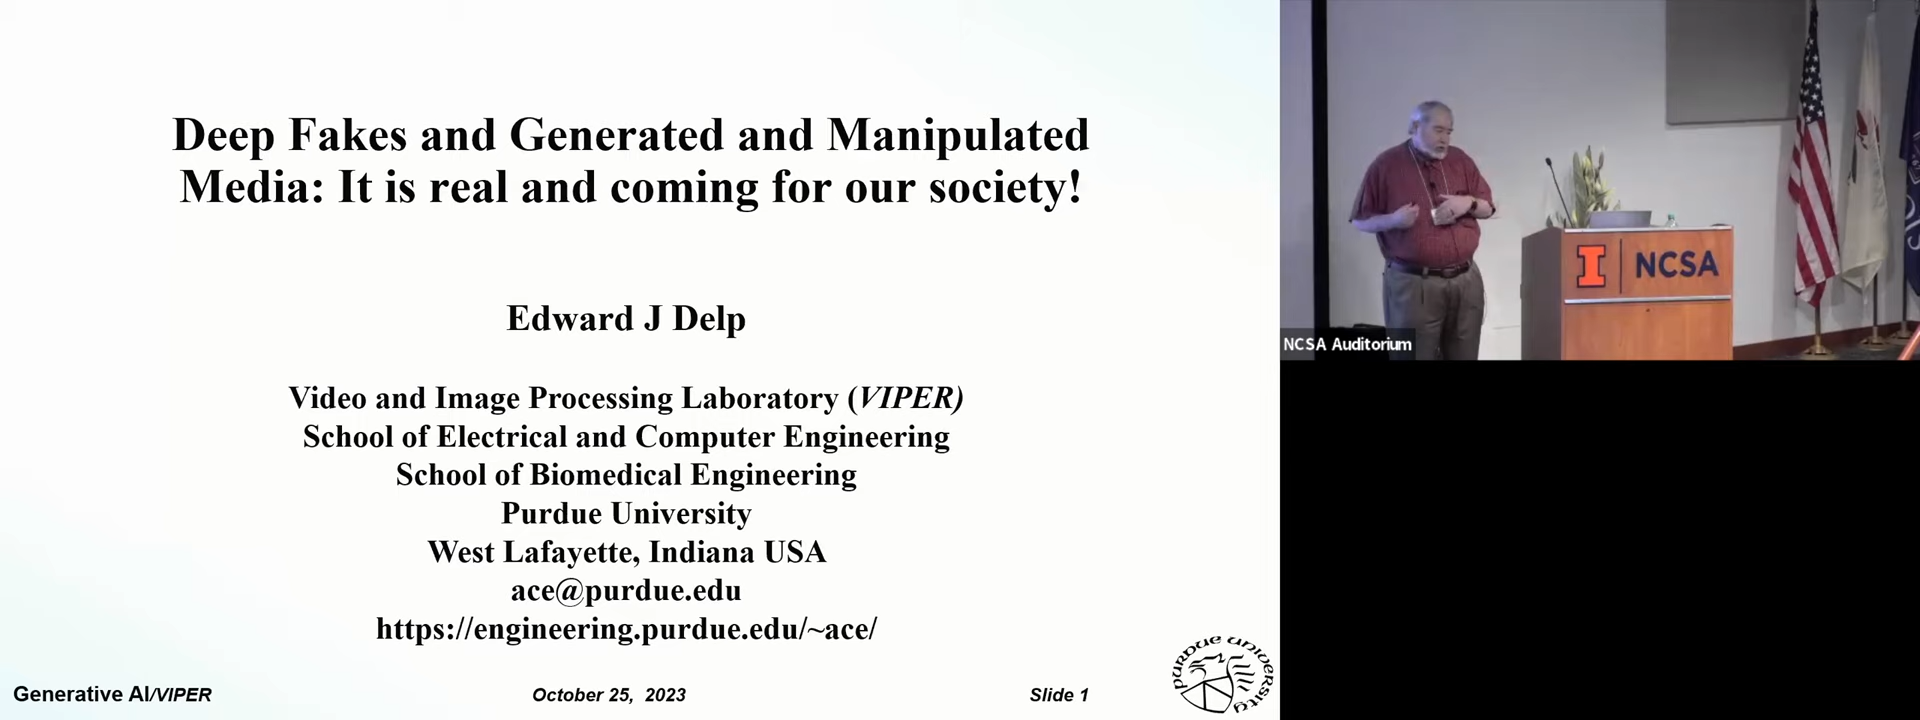 Deep Fakes and Generated and Manipulated
Media: It is real and coming for our society!
Edward J Delp
Video and Image Processing Laboratory (VIPER)
School of Electrical and Computer Engineering
School of Biomedical Engineering
Purdue University
West Lafayette, Indiana USA
ace@purdue.edu
https://engineering.purdue.edu/~ace/
Generative AI/VIPER
October 25, 2023
Slide 1
PURDUE UNIVERSITY
I NCSA
NCSA Auditorium